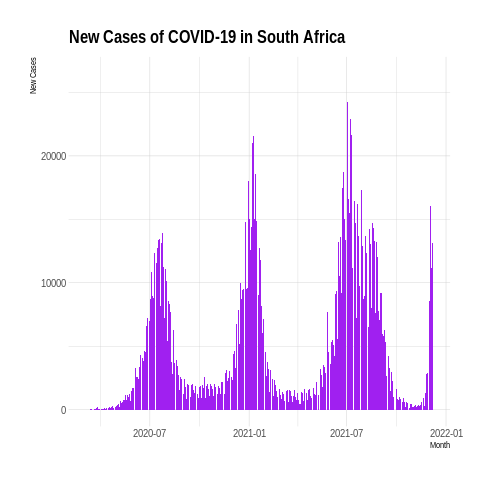 New Cases of COVID-19 in South Africa
New Cases
20000
10000
0
2020-07 2021-01 2021-07 2022-01
Month